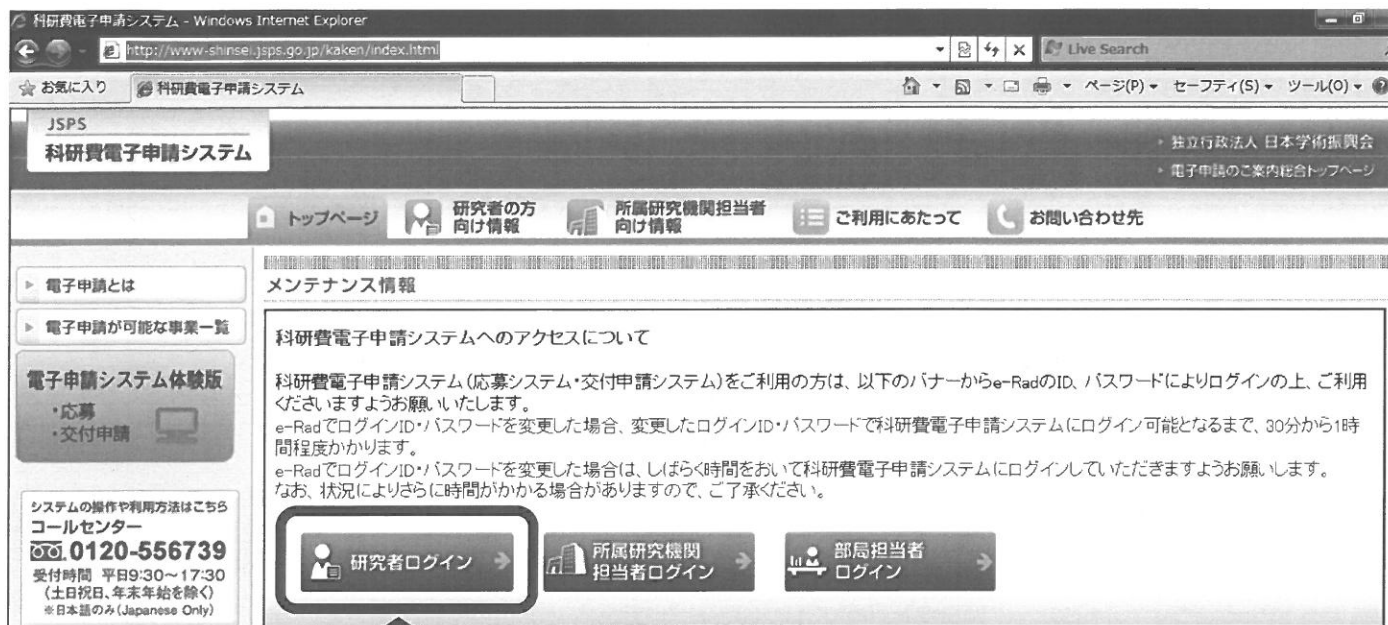 科研費電子申請システム - Windows Internet Explorer
http://www-shinsei.jsps.go.jp/kaken/index.html
Live Search
お気に入り
科研費電子申請システム
ページ(P)
セーフティ(S)
ツール(O)
JSPS
科研費電子申請システム
独立行政法人 日本学術振興会
電子申請のご案内総合トップページ
トップページ
研究者の方
向け情報
所属研究機関担当者
向け情報
ご利用にあたって
お問い合わせ先
電子申請とは
電子申請が可能な事業一覧
電子申請システム体験版
・応募
・交付申請
システムの操作や利用方法はこちら
コールセンター
0120-556739
受付時間 平日9:30～17:30
(土日祝日、年末年始を除く)
※日本語のみ(Japanese Only)
メンテナンス情報
科研費電子申請システムへのアクセスについて
科研費電子申請システム(応募システム・交付申請システム)をご利用の方は、以下のバナーからe-RadのID、パスワードによりログインの上、ご利用
くださいますようお願いいたします。
e-RadでログインID・パスワードを変更した場合、変更したログインID・パスワードで科研費電子申請システムにログイン可能となるまで、30分から1時
間程度かかります。
e-RadでログインID・パスワードを変更した場合は、しばらく時間をおいて科研費電子申請システムにログインしていただきますようお願いします。
なお、状況によりさらに時間がかかる場合がありますので、ご了承ください。
研究者ログイン
所属研究機関
担当者ログイン
部局担当者
ログイン